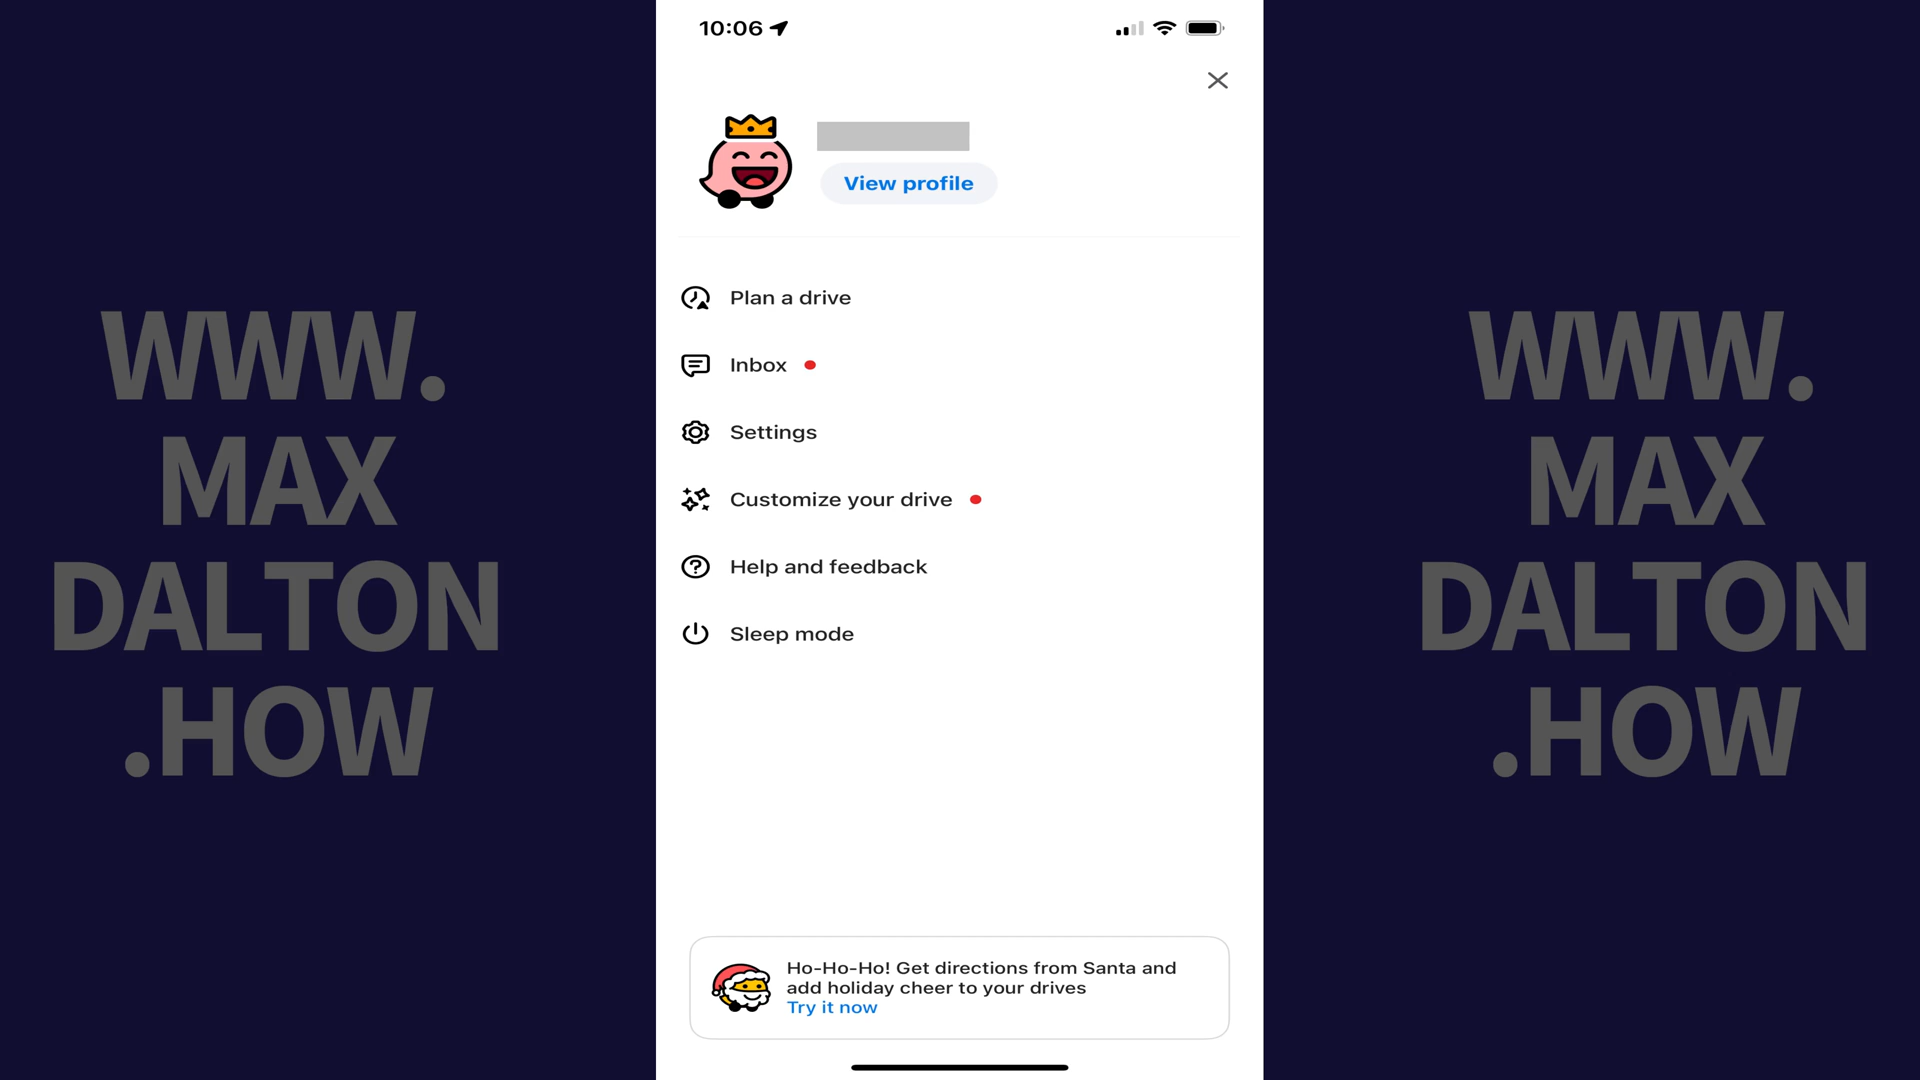 10:06
View profile
Plan a drive
Inbox
Settings
Customize your drive
Help and feedback
Sleep mode
Ho-Ho-Ho! Get directions from Santa and
add holiday cheer to your drives
Try it now
WWW.
MAX
DALTON
.HOW
WWW.
MAX
DALTON
.HOW